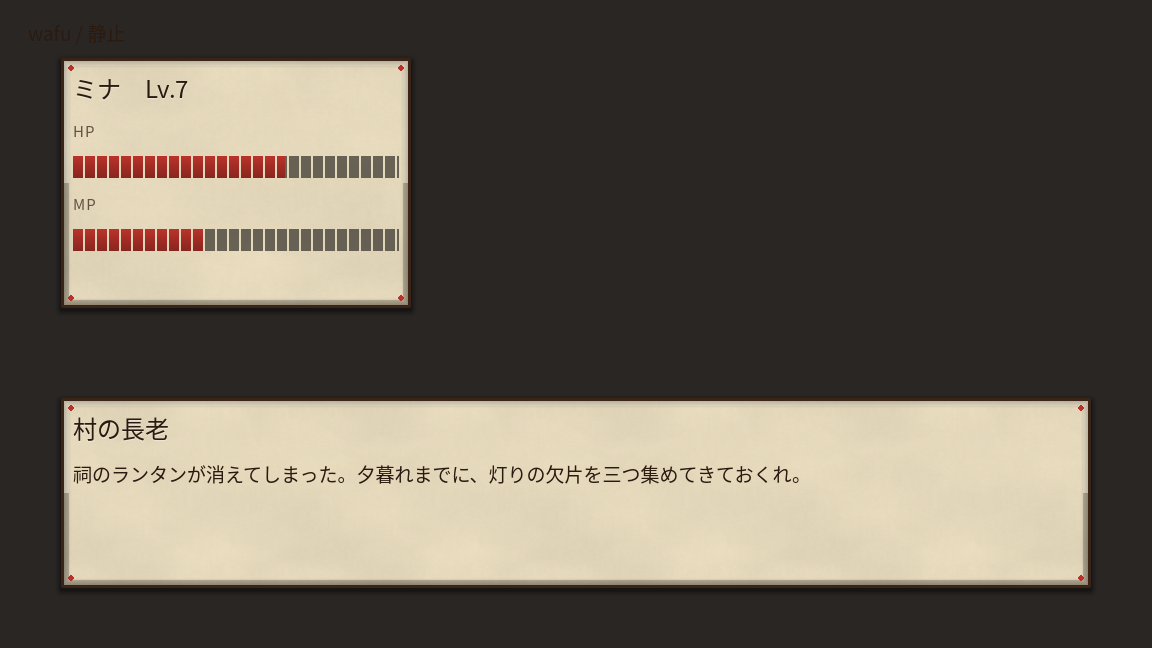 wafu / 静止
ミナ　Lv.7
HP
MP
村の長老
祠のランタンが消えてしまった。夕暮れまでに、灯りの欠片を三つ集めてきておくれ。